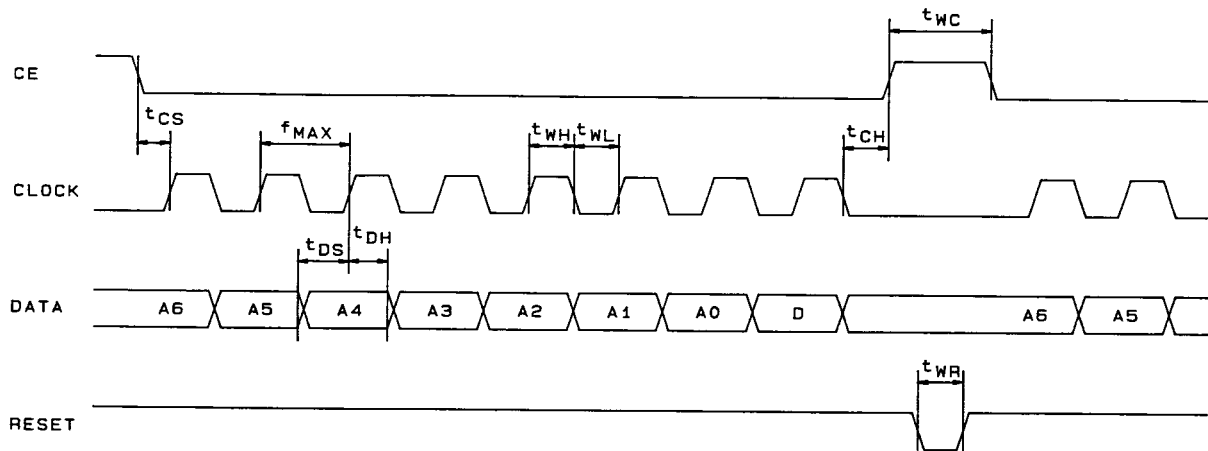 tWC
CE
tCS
fMAX
tWH
tWL
tCH
CLOCK
tDS
tDH
DATA
A6
A5
A4
A3
A2
A1
A0
D
A6
A5
tWR
RESET